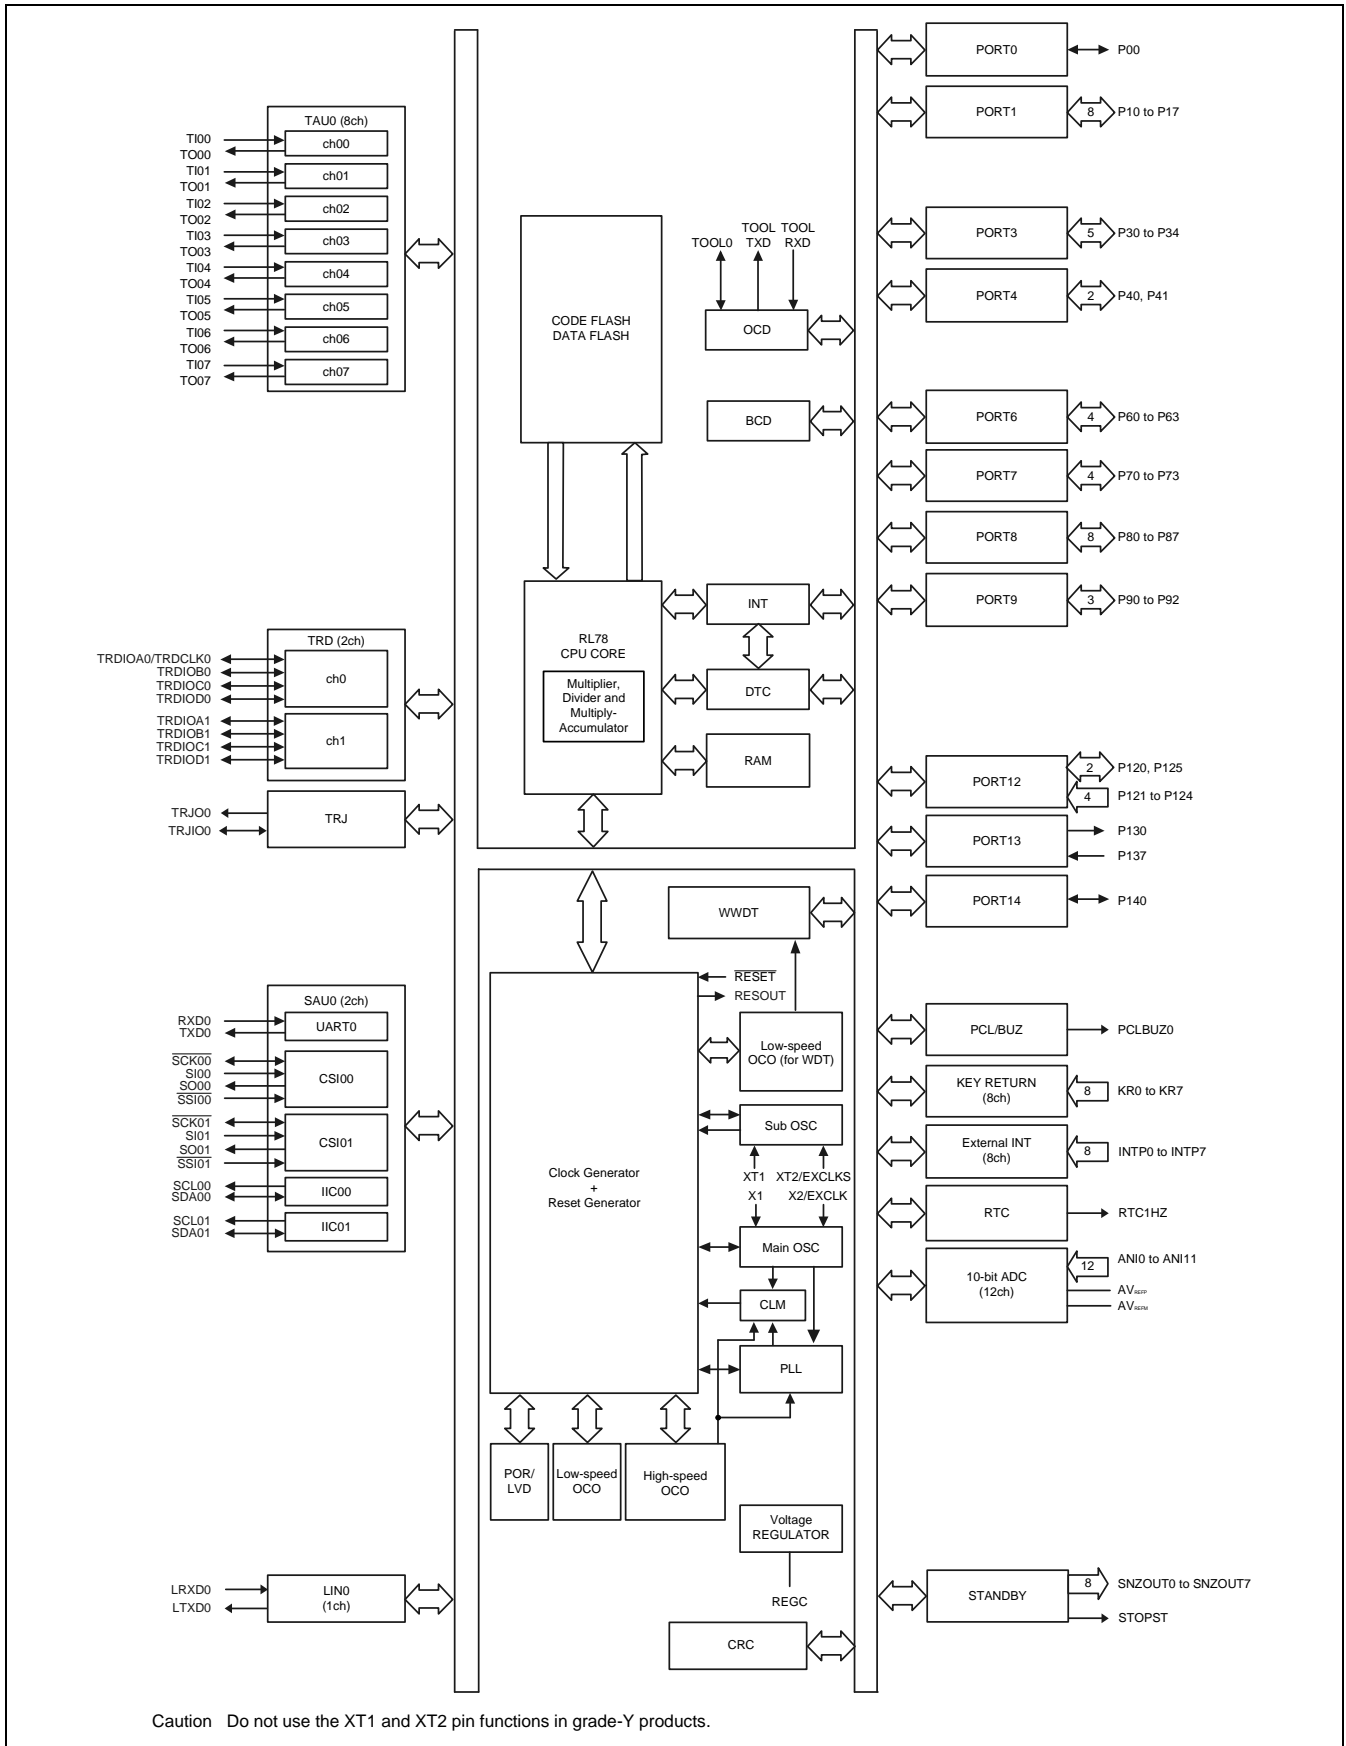 TAU0 (8ch)
TI00
TO00
ch00
TI01
TO01
ch01
TI02
TO02
ch02
TI03
TO03
ch03
TI04
TO04
ch04
TI05
TO05
ch05
TI06
TO06
ch06
TI07
TO07
ch07
TRD (2ch)
TRDIOA0/TRDCLK0
TRDIOB0
TRDIOC0
TRDIOD0
ch0
TRDIOA1
TRDIOB1
TRDIOC1
TRDIOD1
ch1
TRJO0
TRJIO0
TRJ
SAU0 (2ch)
RXD0
TXD0
UART0
SCK00
SI00
SO00
SSI00
CSI00
SCK01
SI01
SO01
SSI01
CSI01
SCL00
SDA00
IIC00
SCL01
SDA01
IIC01
LRXD0
LTXD0
LIN0
(1ch)
CODE FLASH
DATA FLASH
TOOL0
TOOL
TXD
TOOL
RXD
OCD
BCD
RL78
CPU CORE
Multiplier,
Divider and
Multiply-
Accumulator
INT
DTC
RAM
WWDT
RESET
RESOUT
Low-speed
OCO (for WDT)
Sub OSC
XT1
XT2/EXCLKS
X1
X2/EXCLK
Main OSC
CLM
PLL
Clock Generator
+
Reset Generator
POR/
LVD
Low-speed
OCO
High-speed
OCO
Voltage
REGULATOR
REGC
CRC
PORT0
P00
PORT1
8
P10 to P17
PORT3
5
P30 to P34
PORT4
2
P40, P41
PORT6
4
P60 to P63
PORT7
4
P70 to P73
PORT8
8
P80 to P87
PORT9
3
P90 to P92
PORT12
2
P120, P125
4
P121 to P124
PORT13
P130
P137
PORT14
P140
PCL/BUZ
PCLBUZ0
KEY RETURN
(8ch)
8
KR0 to KR7
External INT
(8ch)
8
INTP0 to INTP7
RTC
RTC1HZ
10-bit ADC
(12ch)
12
ANI0 to ANI11
AVREFP
AVREFM
STANDBY
8
SNZOUT0 to SNZOUT7
STOPST
Caution Do not use the XT1 and XT2 pin functions in grade-Y products.